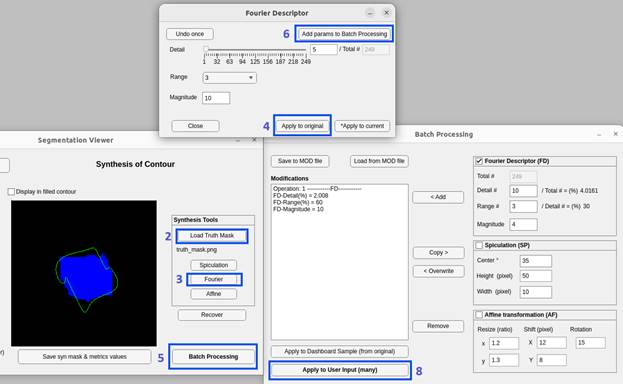 Fourier Descriptor
Undo once
6
Add params to Batch Processing
Detail
5
/ Total #
249
1 32 63 94 125 156 187 218 249
Range
3
Magnitude
10
Close
4
Apply to original
*Apply to current
Segmentation Viewer
Synthesis of Contour
Display in filled contour
Synthesis Tools
2
Load Truth Mask
truth_mask.png
Spiculation
3
Fourier
Affine
Recover
Save syn mask & metrics values
5
Batch Processing
Batch Processing
Save to MOD file
Load from MOD file
Modifications
Operation: 1 ------------FD------------
FD-Detail(%) = 2.008
FD-Range(%) = 60
FD-Magnitude = 10
< Add
Copy >
< Overwrite
Remove
Apply to Dashboard Sample (from original)
Apply to User Input (many)
8
Fourier Descriptor (FD)
Total #
249
Detail #
10
/ Total # = (%) 4.0161
Range #
3
/ Detail # = (%) 30
Magnitude
4
Spiculation (SP)
Center °
35
Height (pixel)
50
Width (pixel)
10
Affine transformation (AF)
Resize (ratio) Shift (pixel) Rotation
x 1.2 X 12 15
y 1.3 Y 8